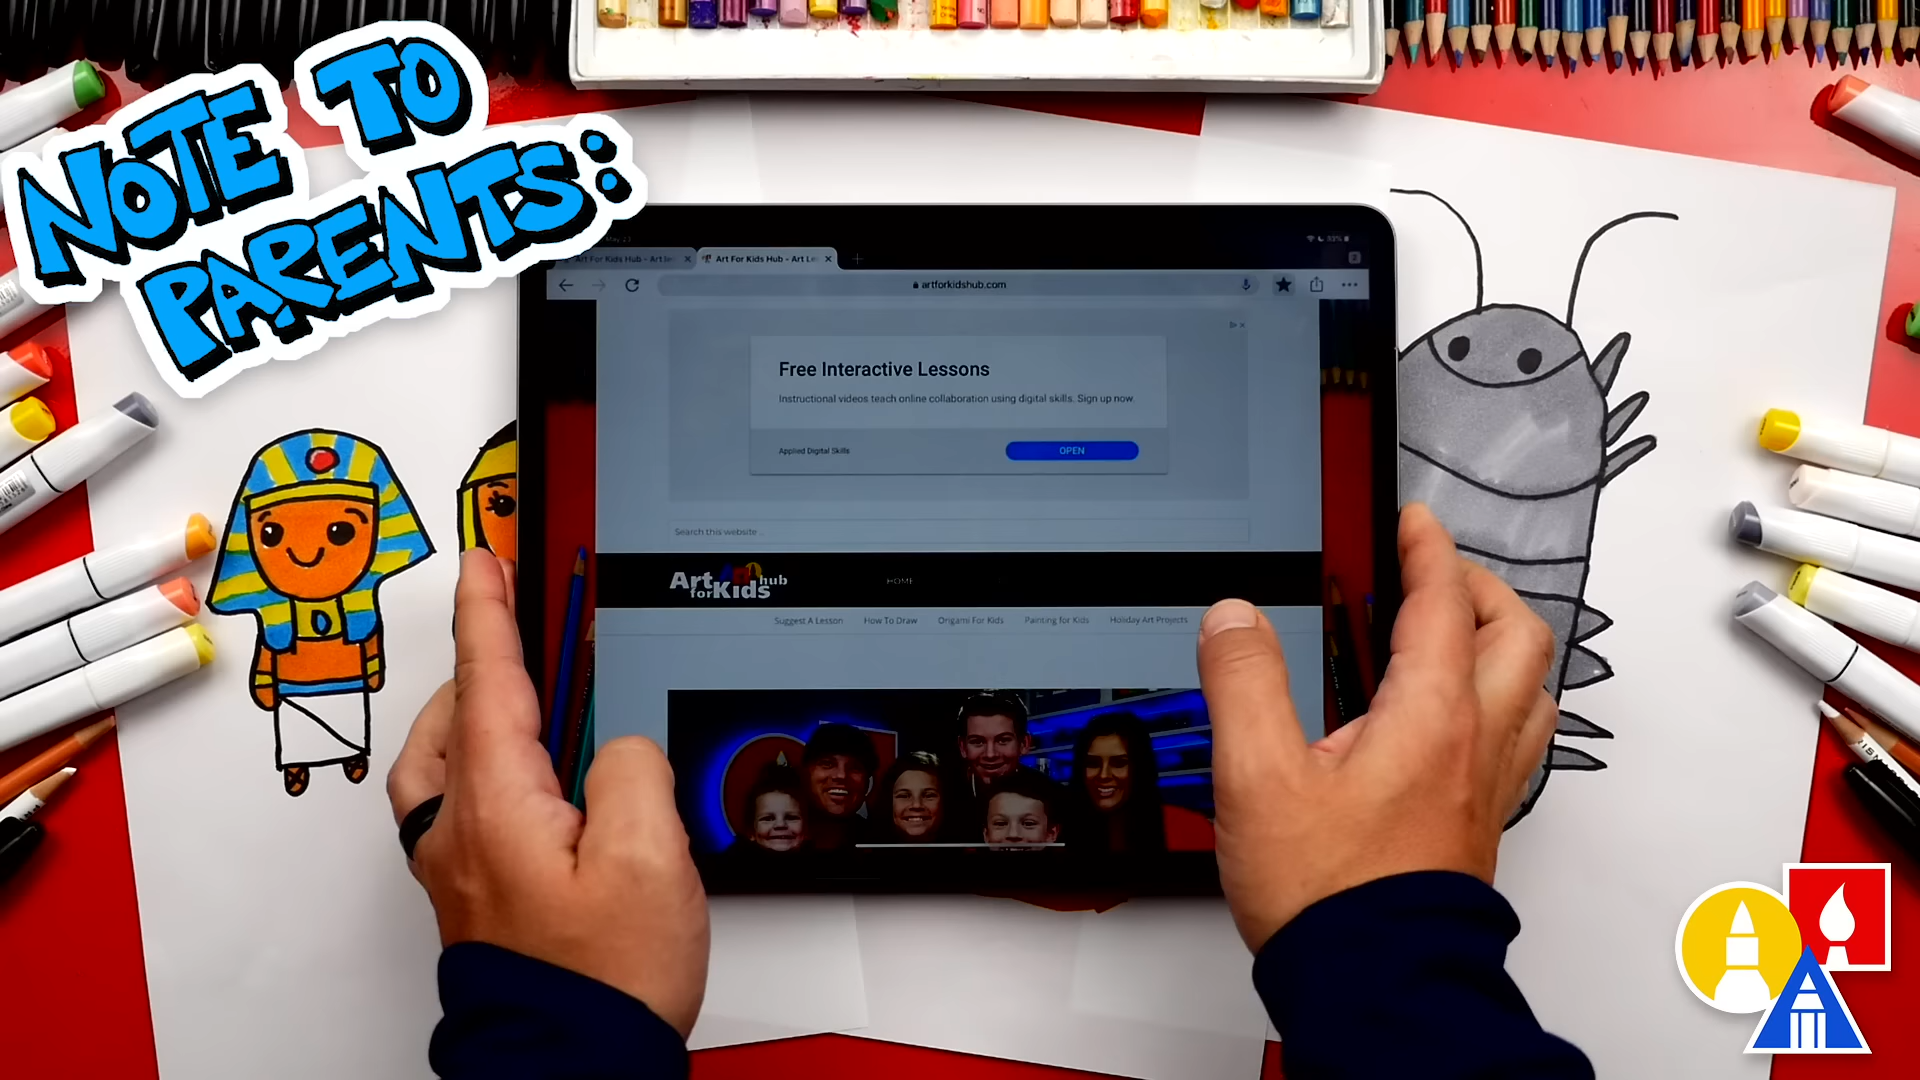 NOTE TO
PARENTS:
May 23
33%
Art For Kids Hub - Art le
Art For Kids Hub - Art Le
artforkidshub.com
Free Interactive Lessons
Instructional videos teach online collaboration using digital skills. Sign up now.
Applied Digital Skills
OPEN
Search this website ..
Art hub
for Kids
HOME
Suggest A Lesson
How To Draw
Origami For Kids
Painting for Kids
Holiday Art Projects